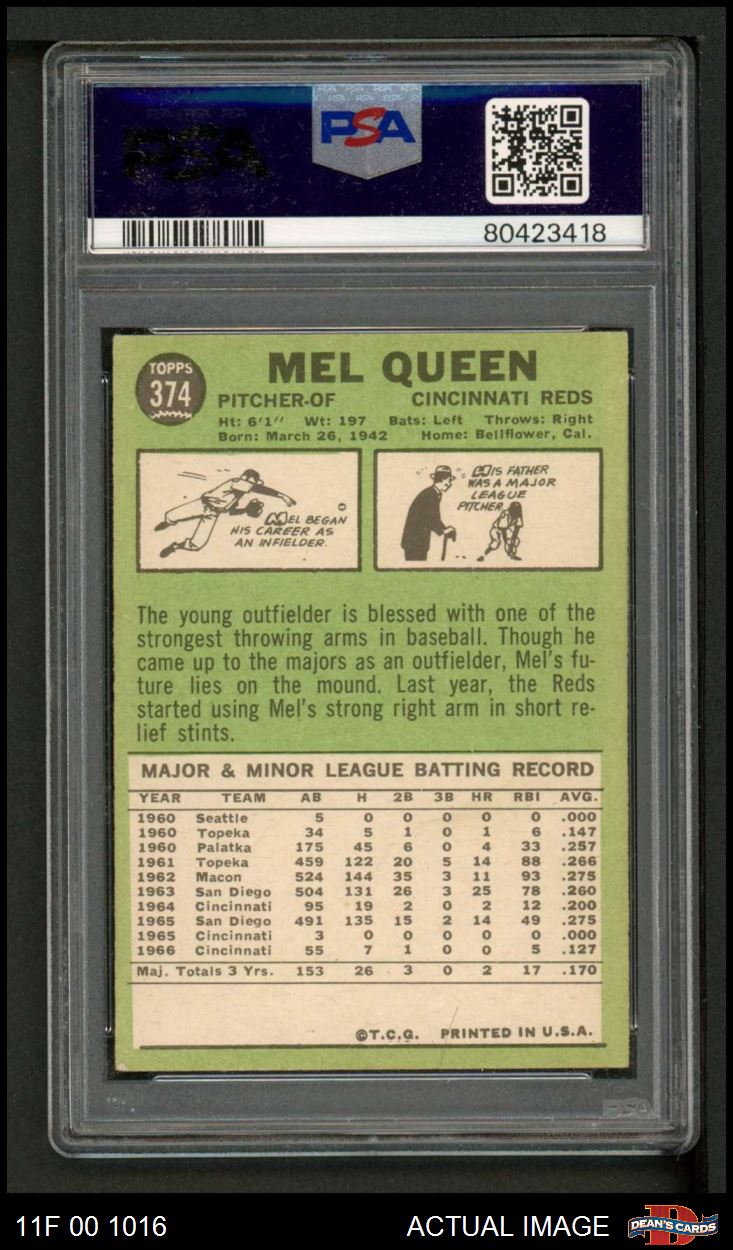 PSA
80423418
TOPPS
374
MEL QUEEN
PITCHER-OF CINCINNATI REDS
Ht: 6'1" Wt: 197 Bats: Left Throws: Right
Born: March 26, 1942 Home: Bellflower, Cal.
MEL BEGAN
HIS CAREER AS
AN INFIELDER.
HIS FATHER
WAS A MAJOR
LEAGUE
PITCHER
The young outfielder is blessed with one of the
strongest throwing arms in baseball. Though he
came up to the majors as an outfielder, Mel's fu-
ture lies on the mound. Last year, the Reds
started using Mel's strong right arm in short re-
lief stints.
MAJOR & MINOR LEAGUE BATTING RECORD
YEAR TEAM AB H 2B 3B HR RBI AVG.
1960 Seattle 5 0 0 0 0 0 .000
1960 Topeka 34 5 1 0 1 6 .147
1960 Palatka 175 45 6 0 4 33 .257
1961 Topeka 459 122 20 5 14 88 .266
1962 Macon 524 144 35 3 11 93 .275
1963 San Diego 504 131 26 3 25 78 .260
1964 Cincinnati 95 19 2 0 2 12 .200
1965 San Diego 491 135 15 2 14 49 .275
1965 Cincinnati 3 0 0 0 0 0 .000
1966 Cincinnati 55 7 1 0 0 5 .127
Maj. Totals 3 Yrs. 153 26 3 0 2 17 .170
©T.C.G. PRINTED IN U.S.A.
PSA
11F 00 1016 ACTUAL IMAGE DEAN'S CARDS